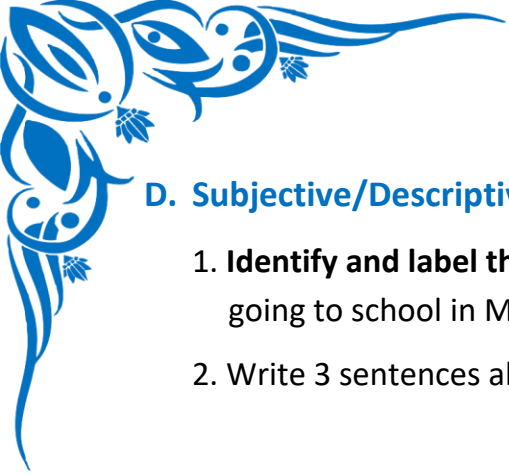 D. Subjective/Descriptiv
1. Identify and label th
going to school in M
2. Write 3 sentences al